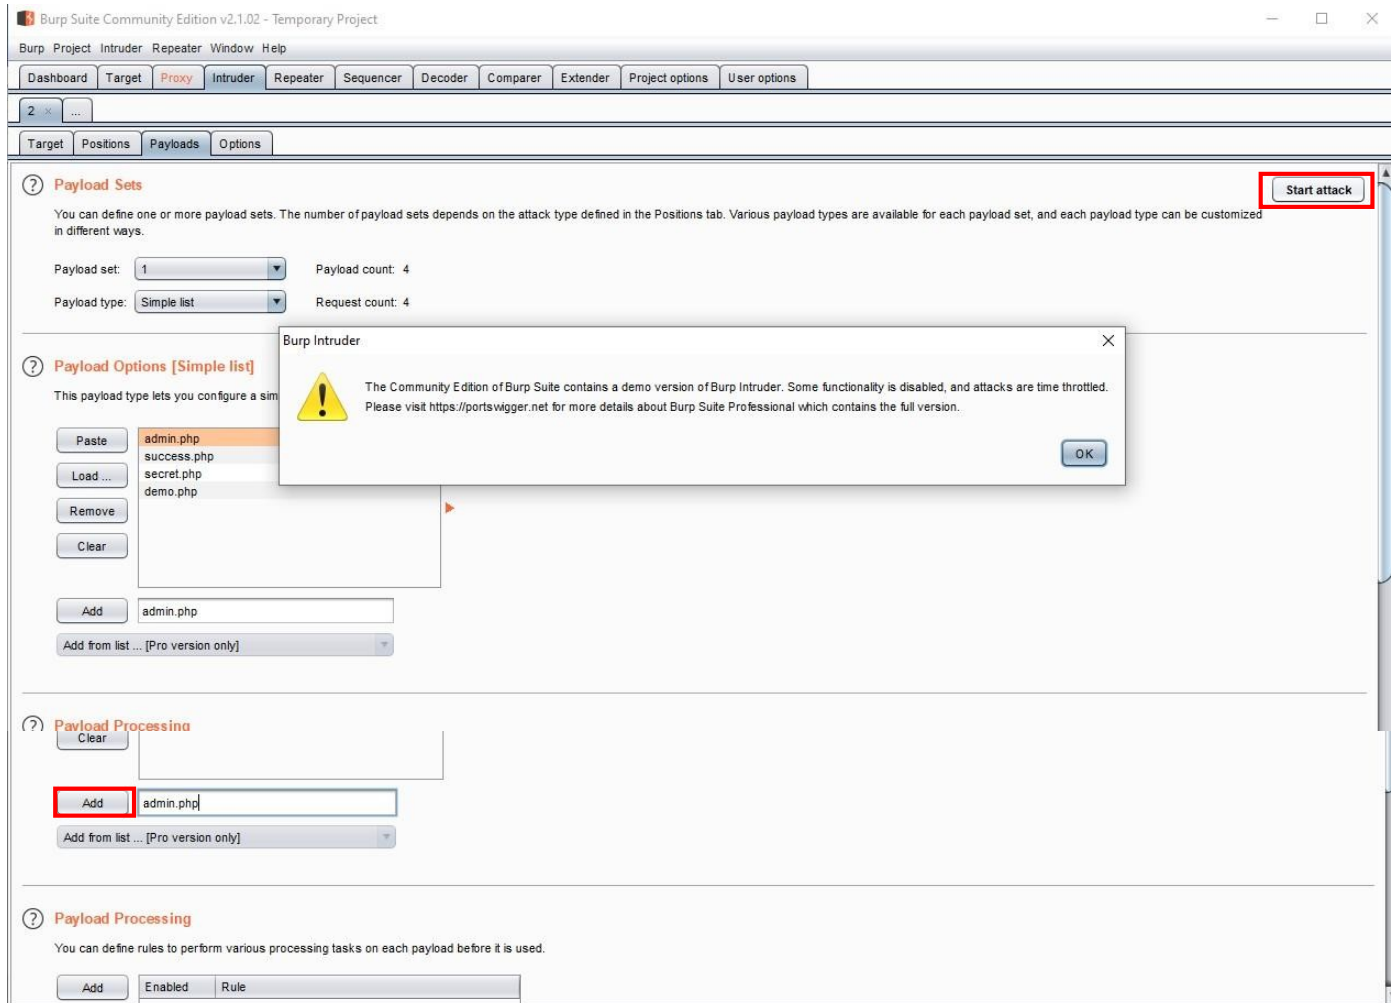 Burp Suite Community Edition v2.1.02 - Temporary Project
Burp Project Intruder Repeater Window Help
Dashboard Target Proxy Intruder Repeater Sequencer Decoder Comparer Extender Project options User options
2 × ...
Target Positions Payloads Options
? Payload Sets
Start attack
You can define one or more payload sets. The number of payload sets depends on the attack type defined in the Positions tab. Various payload types are available for each payload set, and each payload type can be customized
in different ways.
Payload set: 1 Payload count: 4
Payload type: Simple list Request count: 4
Burp Intruder
The Community Edition of Burp Suite contains a demo version of Burp Intruder. Some functionality is disabled, and attacks are time throttled.
Please visit https://portswigger.net for more details about Burp Suite Professional which contains the full version.
OK
? Payload Options [Simple list]
This payload type lets you configure a sim
Paste admin.php
success.php
Load ... secret.php
demo.php
Remove
Clear
Add admin.php
Add from list ... [Pro version only]
? Payload Processing
Clear
Add admin.php
Add from list ... [Pro version only]
? Payload Processing
You can define rules to perform various processing tasks on each payload before it is used.
Add Enabled Rule